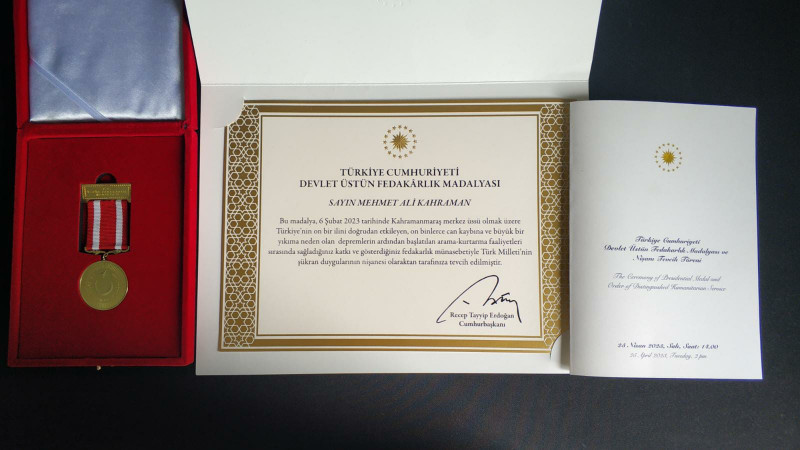 TÜRKİYE CUMHURİYETİ
DEVLET ÜSTÜN FEDAKÂRLIK MADALYASI
SAYIN MEHMET ALİ KAHRAMAN
Bu madalya, 6 Şubat 2023 tarihinde Kahramanmaraş merkez üssü olmak üzere
Türkiye'nin on bir ilini doğrudan etkileyen, on binlerce can kaybına ve büyük bir
yıkıma neden olan depremlerin ardından başlatılan arama-kurtarma faaliyetleri
sırasında sağladığınız katkı ve gösterdiğiniz fedakarlık münasebetiyle Türk Milleti'nin
şükran duygularının nişanesi olaraktan tarafınıza tevcih edilmiştir.
Recep Tayyip Erdoğan
Cumhurbaşkanı
Türkiye Cumhuriyeti
Devlet Üstün Fedakarlık Madalyası ve
Nişanı Tevcih Töreni
The Ceremony of Presidential Medal and
Order of Distinguished Humanitarian Service
25 Nisan 2023, Salı, Saat: 14.00
25 April 2023, Tuesday, 2 pm